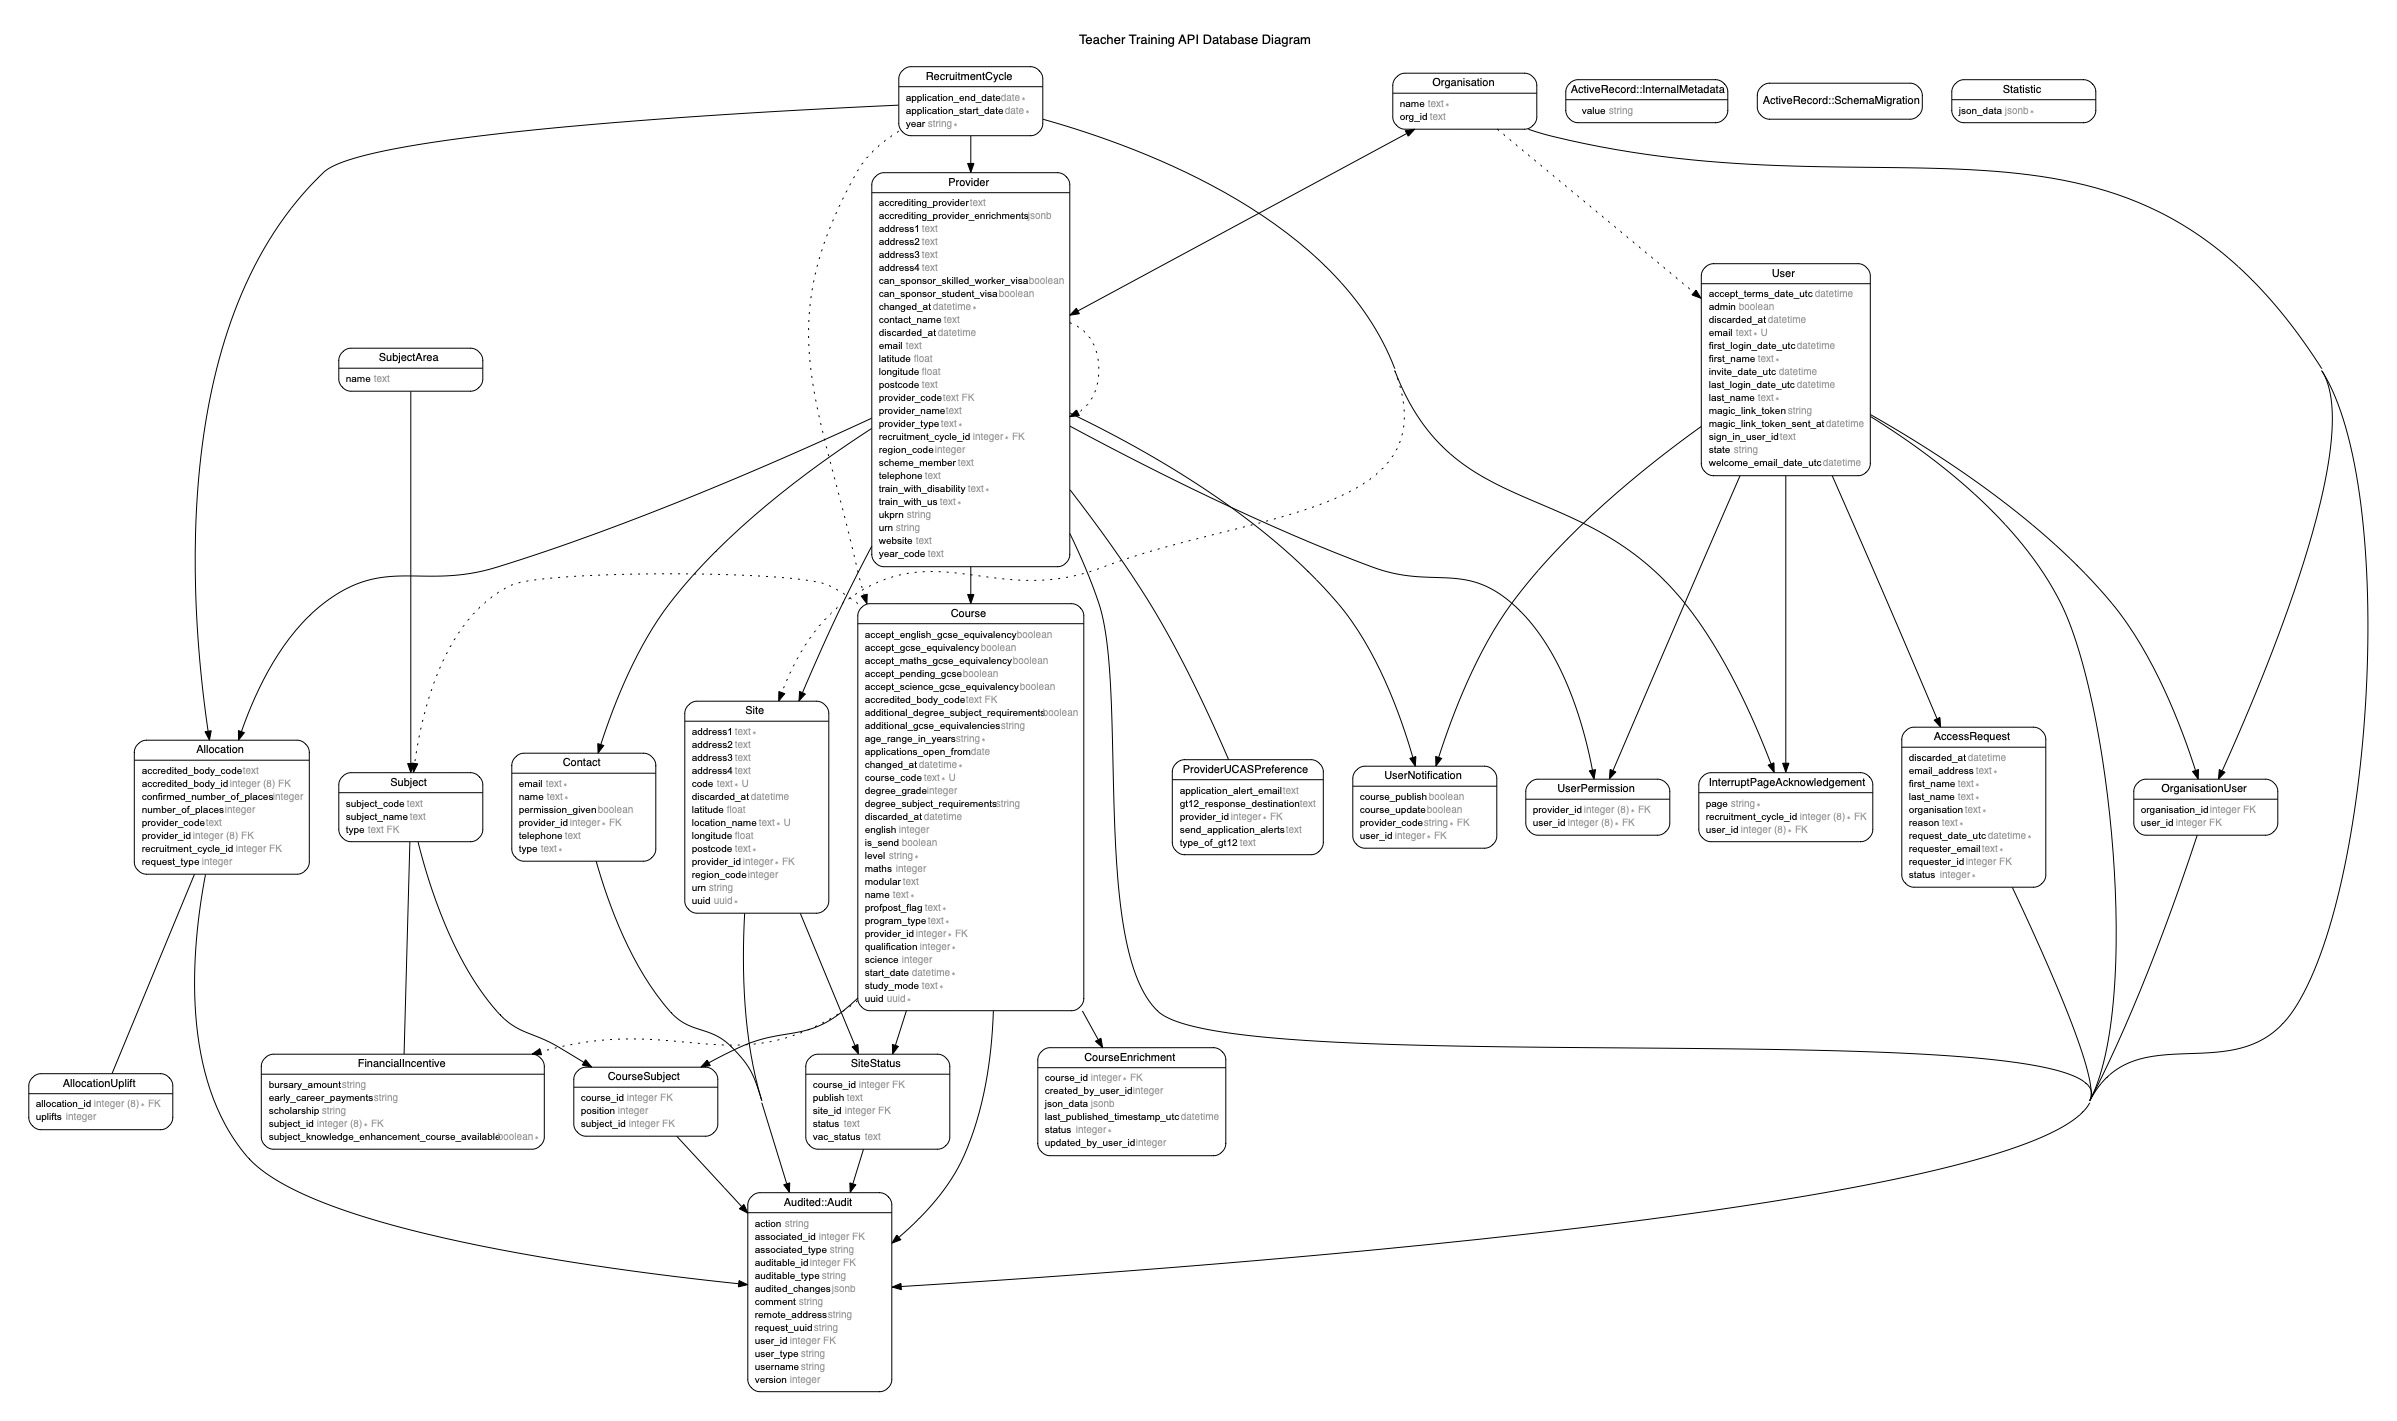 Teacher Training API Database Diagram
RecruitmentCycle
application_end_date date *
application_start_date date *
year string *
Organisation
name text *
org_id text
ActiveRecord::InternalMetadata
value string
ActiveRecord::SchemaMigration
Statistic
json_data jsonb *
Provider
accrediting_provider text
accrediting_provider_enrichments jsonb
address1 text
address2 text
address3 text
address4 text
can_sponsor_skilled_worker_visa boolean
can_sponsor_student_visa boolean
changed_at datetime *
contact_name text
discarded_at datetime
email text
latitude float
longitude float
postcode text
provider_code text FK
provider_name text
provider_type text *
recruitment_cycle_id integer * FK
region_code integer
scheme_member text
telephone text
train_with_disability text *
train_with_us text *
ukprn string
urn string
website text
year_code text
User
accept_terms_date_utc datetime
admin boolean
discarded_at datetime
email text * U
first_login_date_utc datetime
first_name text *
invite_date_utc datetime
last_login_date_utc datetime
last_name text *
magic_link_token string
magic_link_token_sent_at datetime
sign_in_user_id text
state string
welcome_email_date_utc datetime
SubjectArea
name text
Course
accept_english_gcse_equivalency boolean
accept_gcse_equivalency boolean
accept_maths_gcse_equivalency boolean
accept_pending_gcse boolean
accept_science_gcse_equivalency boolean
accredited_body_code text FK
additional_degree_subject_requirements boolean
additional_gcse_equivalencies string
age_range_in_years string *
applications_open_from date
changed_at datetime *
course_code text * U
degree_grade integer
degree_subject_requirements string
discarded_at datetime
english integer
is_send boolean
level string *
maths integer
modular text
name text *
profpost_flag text *
program_type text *
provider_id integer * FK
qualification integer *
science integer
start_date datetime *
study_mode text *
uuid uuid *
Allocation
accredited_body_code text
accredited_body_id integer (8) FK
confirmed_number_of_places integer
number_of_places integer
provider_code text
provider_id integer (8) FK
recruitment_cycle_id integer FK
request_type integer
Subject
subject_code text
subject_name text
type text FK
Contact
email text *
name text *
permission_given boolean
provider_id integer * FK
telephone text
type text *
Site
address1 text *
address2 text
address3 text
address4 text
code text * U
discarded_at datetime
latitude float
location_name text * U
longitude float
postcode text *
provider_id integer * FK
region_code integer
urn string
uuid uuid *
ProviderUCASPreference
application_alert_email text
gt12_response_destination text
provider_id integer * FK
send_application_alerts text
type_of_gt12 text
UserNotification
course_publish boolean
course_update boolean
provider_code string * FK
user_id integer * FK
UserPermission
provider_id integer (8) * FK
user_id integer (8) * FK
InterruptPageAcknowledgement
page string *
recruitment_cycle_id integer (8) * FK
user_id integer (8) * FK
AccessRequest
discarded_at datetime
email_address text *
first_name text *
last_name text *
organisation text *
reason text *
request_date_utc datetime *
requester_email text *
requester_id integer FK
status integer *
OrganisationUser
organisation_id integer FK
user_id integer FK
AllocationUplift
allocation_id integer (8) * FK
uplifts integer
FinancialIncentive
bursary_amount string
early_career_payments string
scholarship string
subject_id integer (8) * FK
subject_knowledge_enhancement_course_available boolean *
CourseSubject
course_id integer FK
position integer
subject_id integer FK
SiteStatus
course_id integer FK
publish text
site_id integer FK
status text
vac_status text
CourseEnrichment
course_id integer * FK
created_by_user_id integer
json_data jsonb
last_published_timestamp_utc datetime
status integer *
updated_by_user_id integer
Audited::Audit
action string
associated_id integer FK
associated_type string
auditable_id integer FK
auditable_type string
audited_changes jsonb
comment string
remote_address string
request_uuid string
user_id integer FK
user_type string
username string
version integer